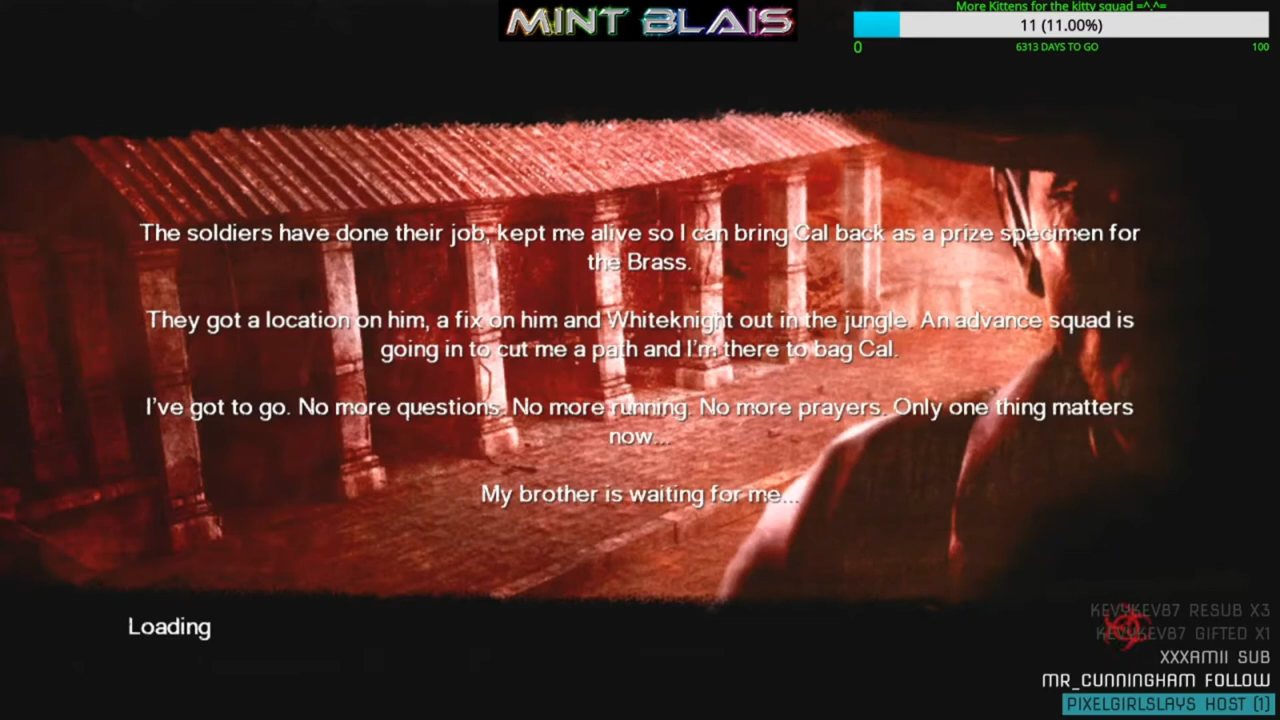 MINT BLAIS
More Kittens for the kitty squad =^.^=
11 (11.00%)
0
6313 DAYS TO GO
100
The soldiers have done their job, kept me alive so I can bring Cal back as a prize specimen for
the Brass.
They got a location on him, a fix on him and Whiteknight out in the jungle. An advance squad is
going in to cut me a path and I'm there to bag Cal.
I've got to go. No more questions. No more running. No more prayers. Only one thing matters
now...
My brother is waiting for me...
Loading
KEVYKEV87 RESUB X3
KEVYKEV87 GIFTED X1
XXXAMII SUB
MR_CUNNINGHAM FOLLOW
PIXELGIRLSLAYS HOST (1)